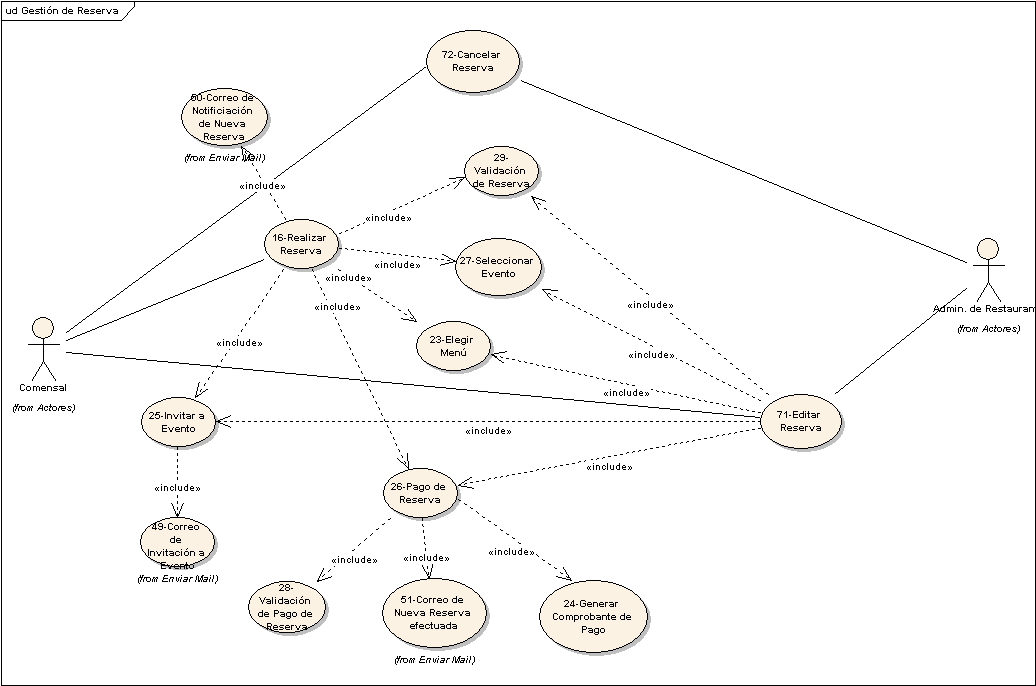 ud Gestión de Reserva
72-Cancelar
Reserva
50-Correo de
Notificiación
de Nueva
Reserva
(from Enviar Mail)
«include»
29-
Validación
de Reserva
«include»
16-Realizar
Reserva
27-Seleccionar
Evento
«include»
«include»
«include»
«include»
Admin. de Restauran
(from Actores)
23-Elegir
Menú
«include»
«include»
«include»
Comensal
(from Actores)
71-Editar
Reserva
25-Invitar a
Evento
«include»
«include»
26-Pago de
Reserva
«include»
49-Correo
de
Invitación a
Evento
(from Enviar Mail)
«include»
«include»
«include»
28-
Validación
de Pago de
Reserva
51-Correo de
Nueva Reserva
efectuada
(from Enviar Mail)
24-Generar
Comprobante de
Pago